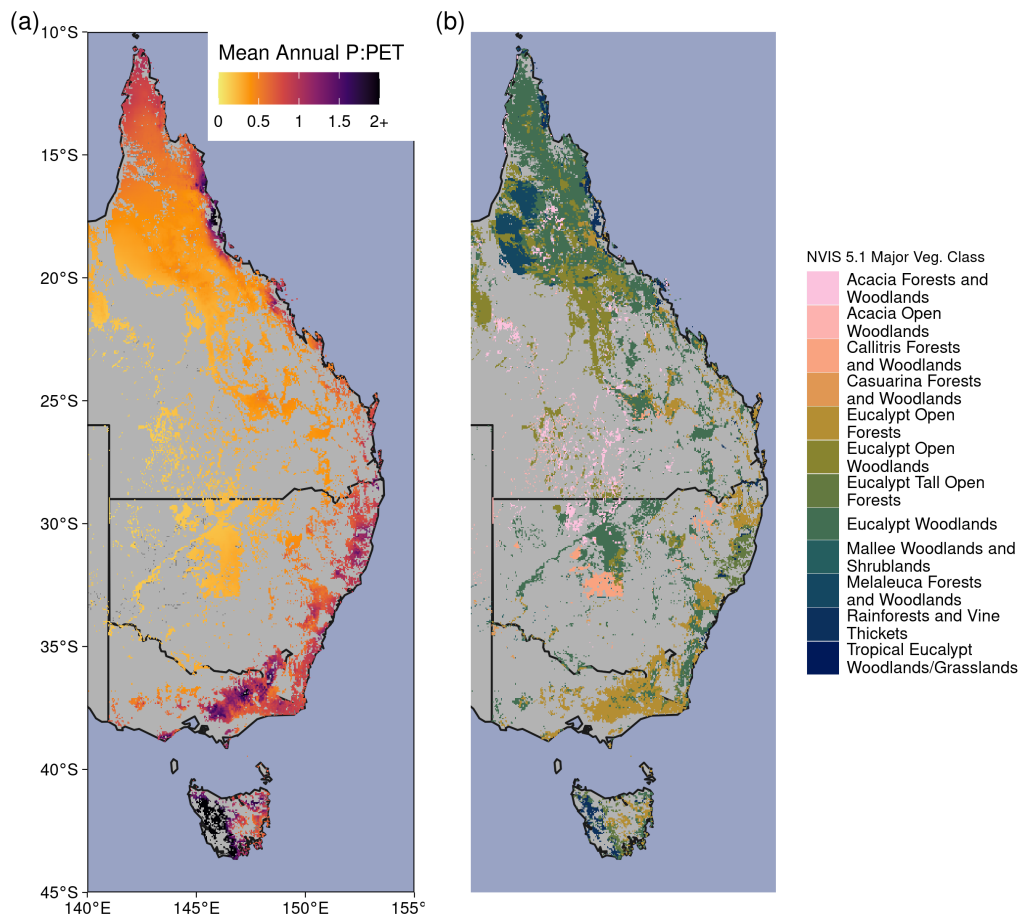 (a)
(b)
10°S
15°S
20°S
25°S
30°S
35°S
40°S
45°S
140°E
145°E
150°E
155°
Mean Annual P:PET
0
0.5
1
1.5
2+
NVIS 5.1 Major Veg. Class
Acacia Forests and
Woodlands
Acacia Open
Woodlands
Callitris Forests
and Woodlands
Casuarina Forests
and Woodlands
Eucalypt Open
Forests
Eucalypt Open
Woodlands
Eucalypt Tall Open
Forests
Eucalypt Woodlands
Mallee Woodlands and
Shrublands
Melaleuca Forests
and Woodlands
Rainforests and Vine
Thickets
Tropical Eucalypt
Woodlands/Grasslands